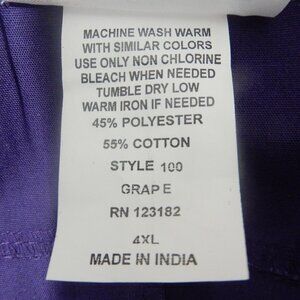 MACHINE WASH WARM
WITH SIMILAR COLORS
USE ONLY NON CHLORINE
BLEACH WHEN NEEDED
TUMBLE DRY LOW
WARM IRON IF NEEDED
45% POLYESTER
55% COTTON
STYLE 100
GRAPE
RN 123182
4XL
MADE IN INDIA